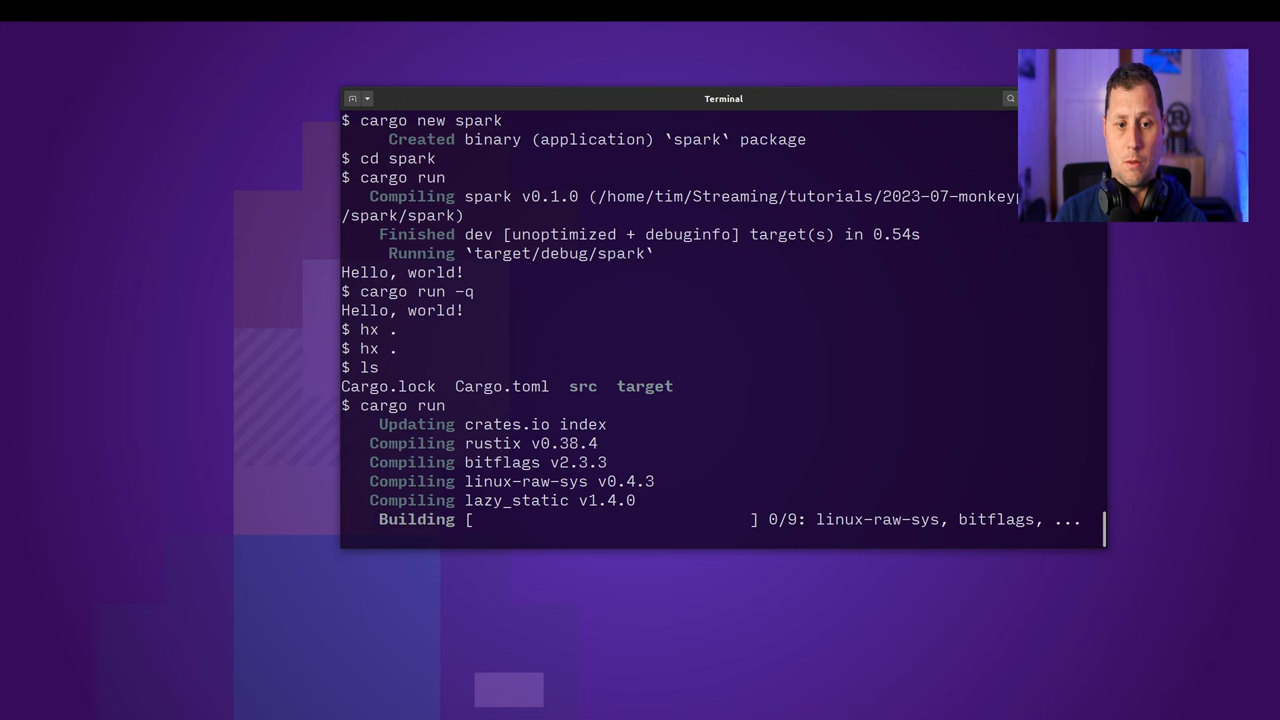 Terminal
$ cargo new spark
Created binary (application) `spark` package
$ cd spark
$ cargo run
Compiling spark v0.1.0 (/home/tim/Streaming/tutorials/2023-07-monkey
/spark/spark)
Finished dev [unoptimized + debuginfo] target(s) in 0.54s
Running `target/debug/spark`
Hello, world!
$ cargo run -q
Hello, world!
$ hx .
$ hx .
$ ls
Cargo.lock  Cargo.toml  src  target
$ cargo run
Updating crates.io index
Compiling rustix v0.38.4
Compiling bitflags v2.3.3
Compiling linux-raw-sys v0.4.3
Compiling lazy_static v1.4.0
Building [                             ] 0/9: linux-raw-sys, bitflags, ...